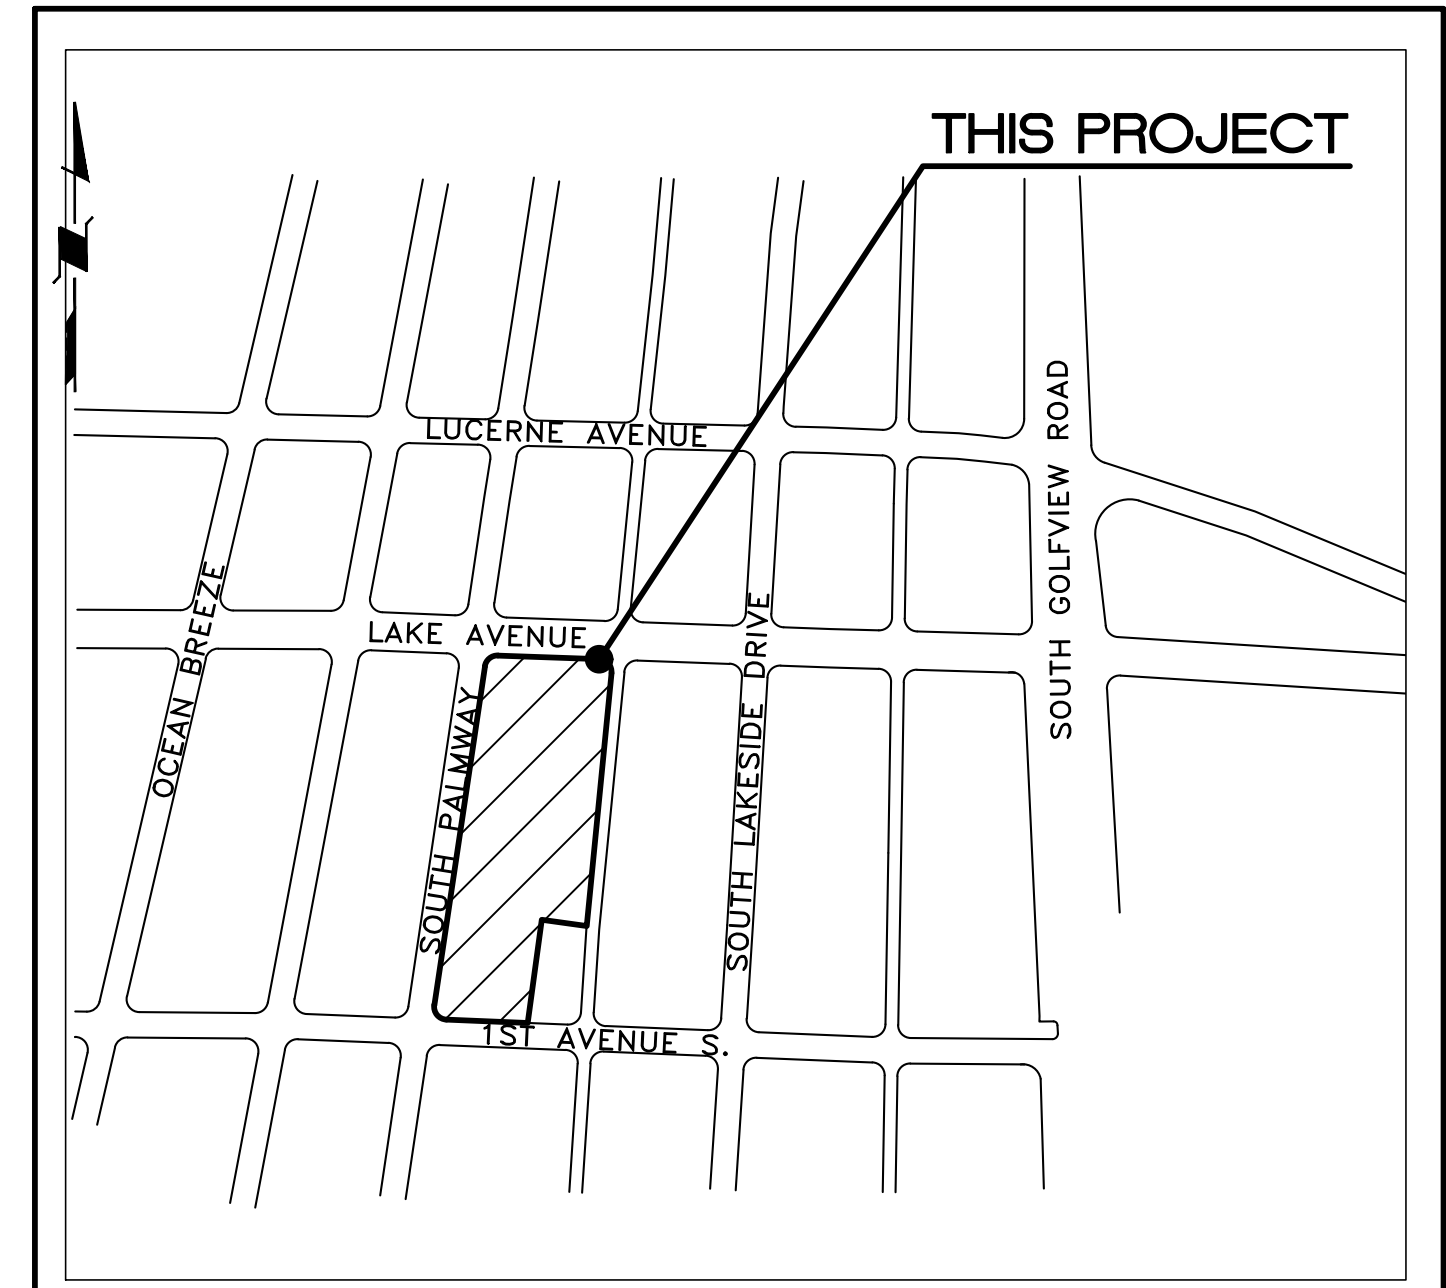 THIS PROJECT
LUCERNE AVENUE
SOUTH GOLFVIEW ROAD
OCEAN BREEZE
LAKE AVENUE
SOUTH PALMWAY
SOUTH LAKESIDE DRIVE
1ST AVENUE S.